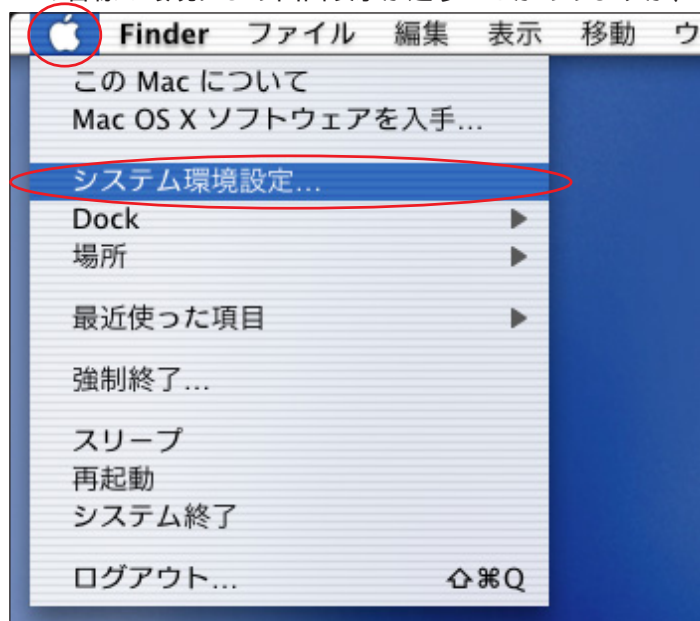 Finder ファイル 編集 表示 移動 ウ
この Mac について
Mac OS X ソフトウェアを入手...
システム環境設定...
Dock
場所
最近使った項目
強制終了...
スリープ
再起動
システム終了
ログアウト... ⇧⌘Q